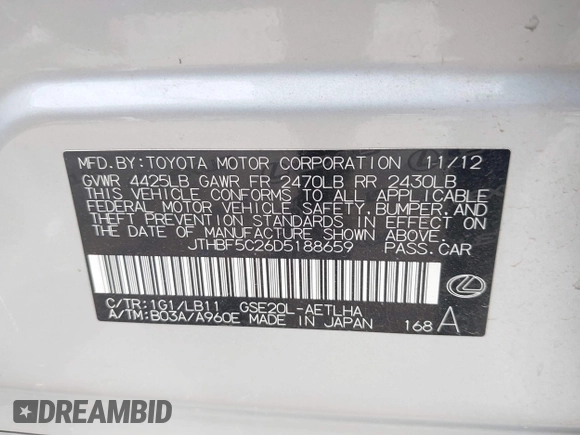 MFD.BY:TOYOTA MOTOR CORPORATION 11/12
GVWR 4425LB GAWR FR 2470LB RR 2430LB
THIS VEHICLE CONFORMS TO ALL APPLICABLE
FEDERAL MOTOR VEHICLE SAFETY,BUMPER,AND
THEFT PREVENTION STANDARDS IN EFFECT ON
THE DATE OF MANUFACTURE SHOWN ABOVE.
JTHBF5C26D5188659 PASS.CAR
C/TR:1G1/LB11 GSE20L-AETLHA
A/TM:B03A/A960E MADE IN JAPAN 168 A
DREAMBID